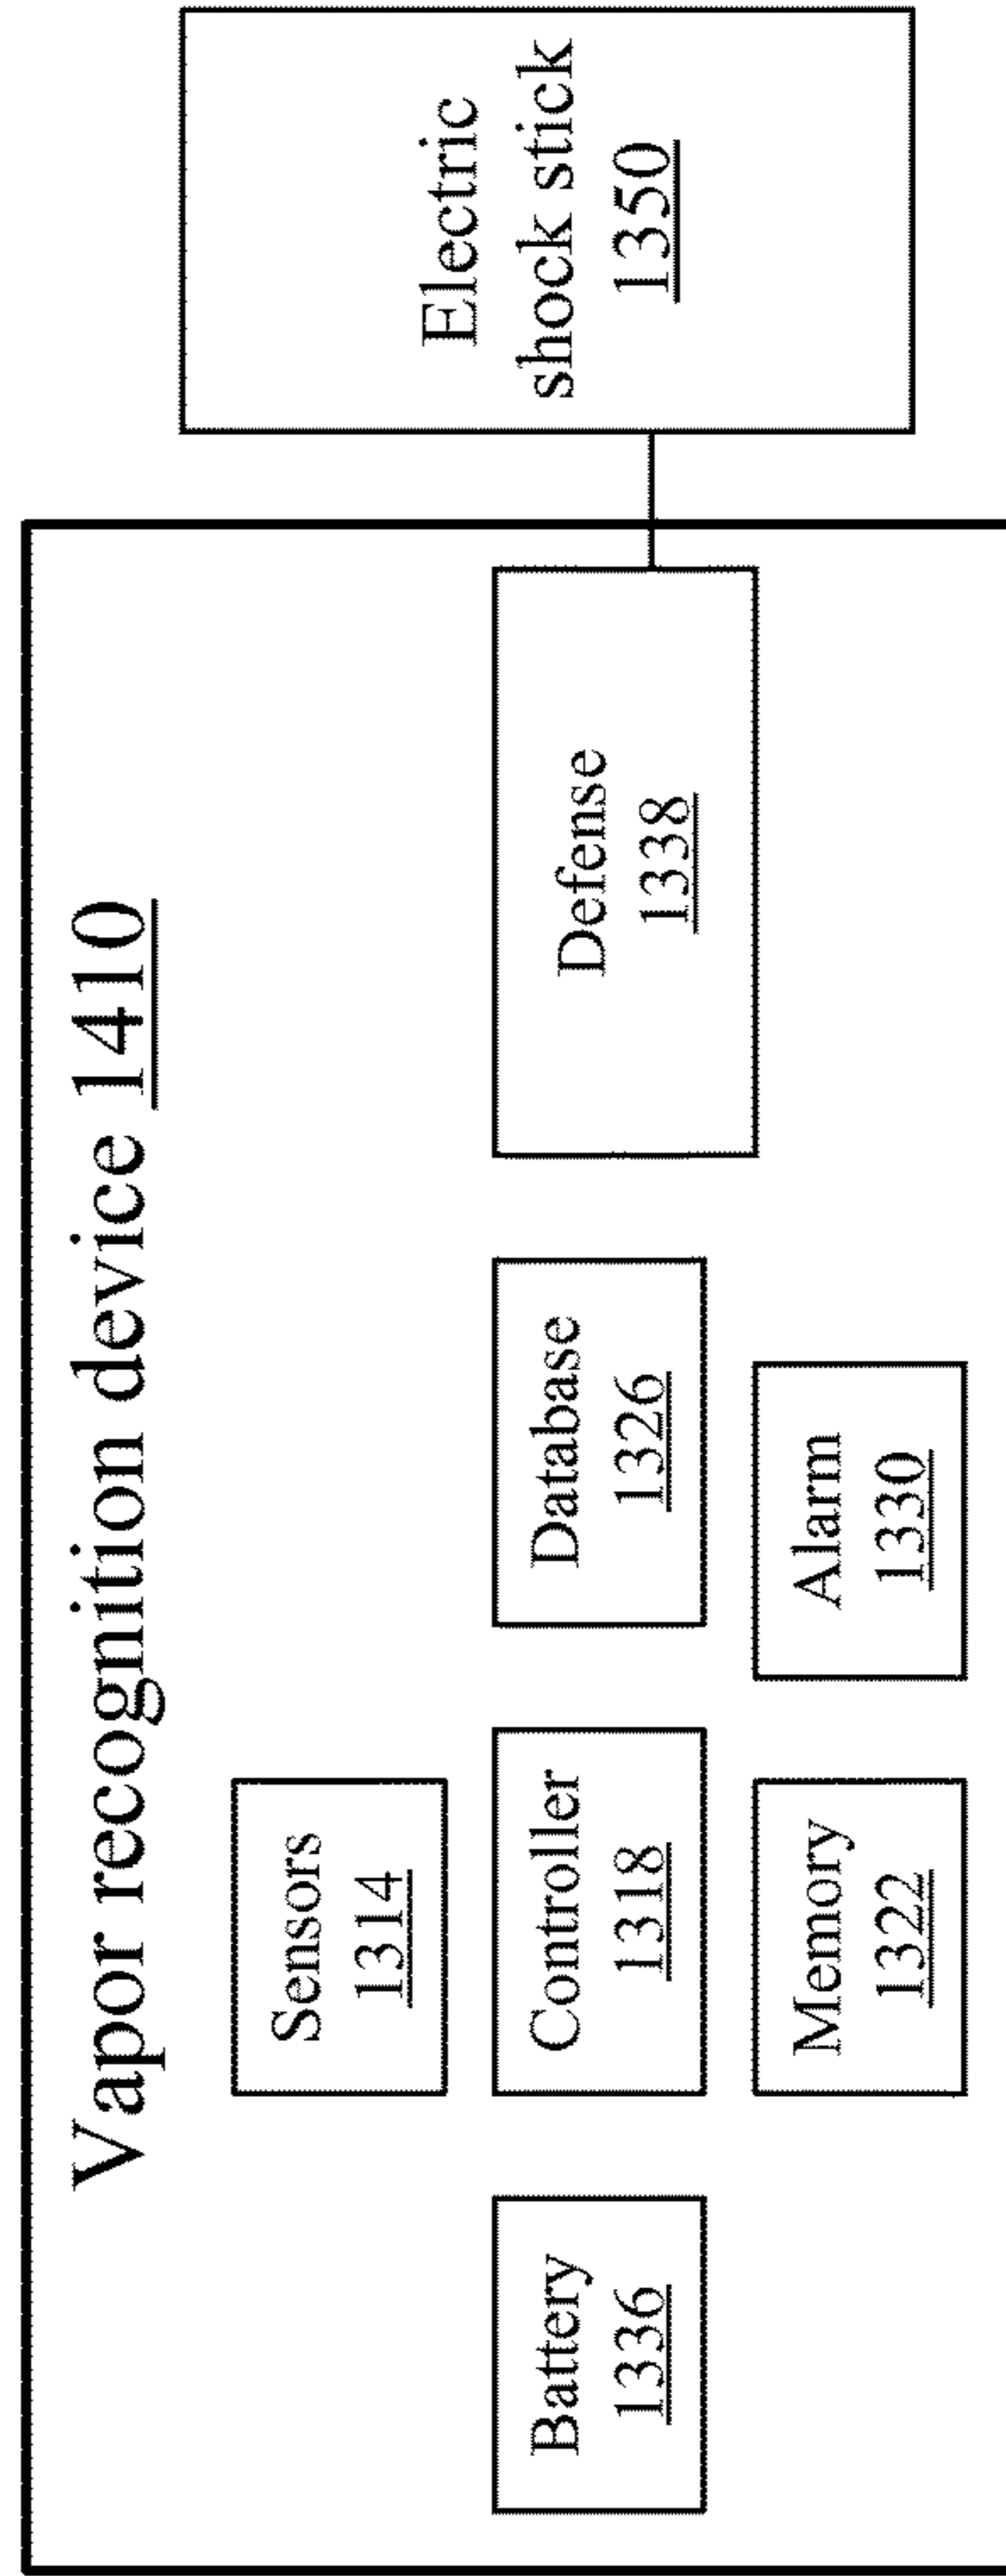 Vapor recognition device 1410
Sensors
1314
Battery
1336
Controller
1318
Database
1326
Defense
1338
Electric
shock stick
1350
Memory
1322
Alarm
1330